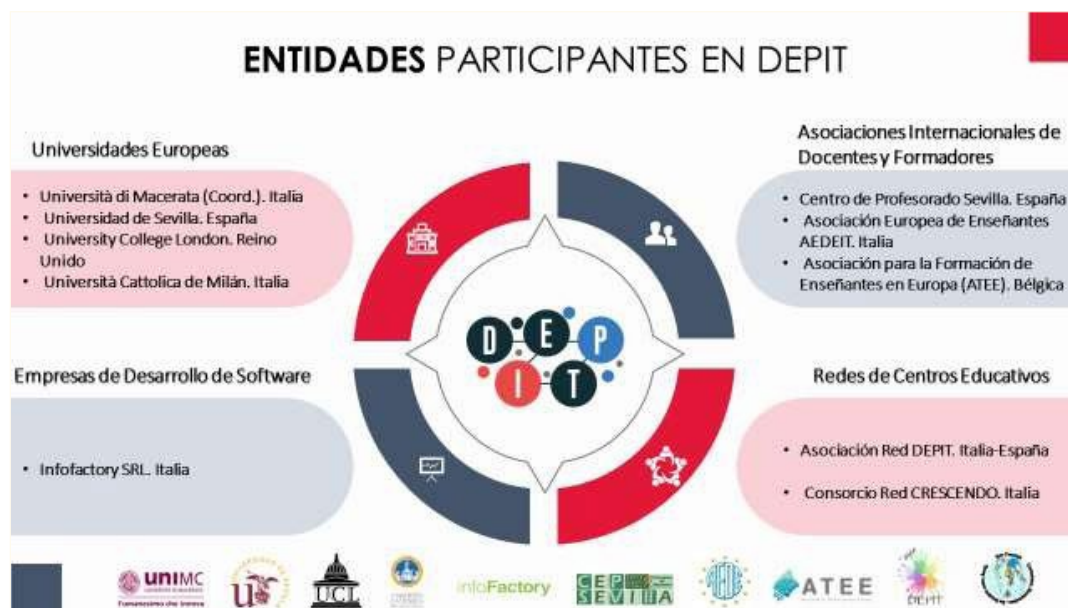 ENTIDADES PARTICIPANTES EN DEPIT
Universidades Europeas
• Università di Macerata (Coord.). Italia
• Universidad de Sevilla. España
• University College London. Reino
Unido
• Università Cattolica de Milán. Italia
Asociaciones Internacionales de
Docentes y Formadores
• Centro de Profesorado Sevilla. España
• Asociación Europea de Enseñantes
AEDEIT. Italia
• Asociación para la Formación de
Enseñantes en Europa (ATEE). Bélgica
D E P
I T
Empresas de Desarrollo de Software
• Infofactory SRL. Italia
Redes de Centros Educativos
• Asociación Red DEPIT. Italia-España
• Consorcio Red CRESCENDO. Italia
unimc
l'umanesimo che innova
UCL
infoFactory
CEP
SEVILLA
ATEE
DEPIT